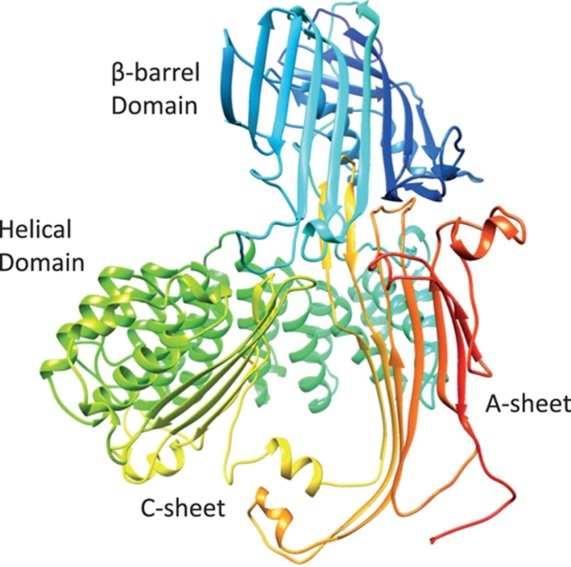 β-barrel
Domain
Helical
Domain
A-sheet
C-sheet